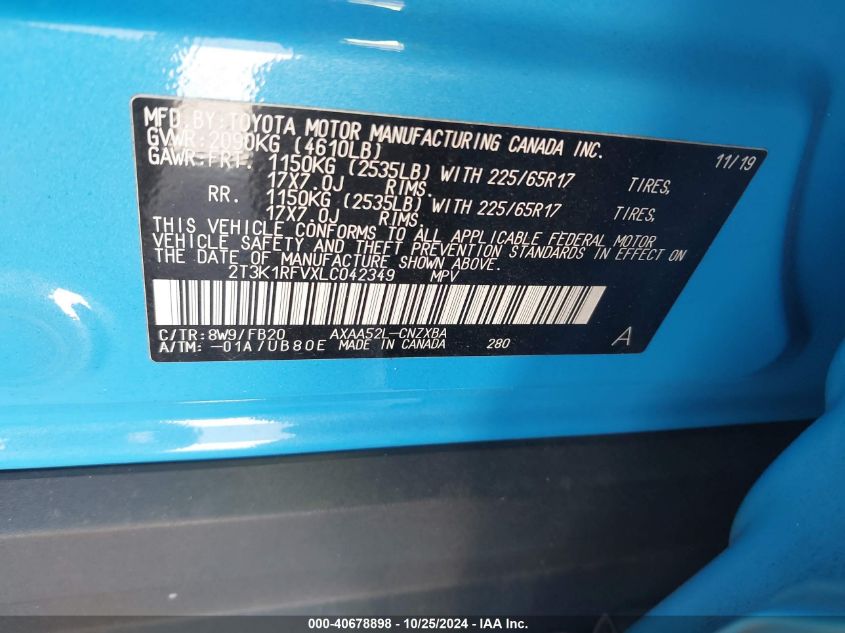 MFD.BY:TOYOTA MOTOR MANUFACTURING CANADA INC.
GVWR:2090KG (4610LB) 11/19
GAWR-FRT. 1150KG (2535LB) WITH 225/65R17 TIRES,
17X7.0J RIMS.
RR. 1150KG (2535LB) WITH 225/65R17 TIRES,
17X7.0J RIMS.
THIS VEHICLE CONFORMS TO ALL APPLICABLE FEDERAL MOTOR
VEHICLE SAFETY AND THEFT PREVENTION STANDARDS IN EFFECT ON
THE DATE OF MANUFACTURE SHOWN ABOVE.
2T3K1RFVXLC042349 MPV
C/TR:8W9/FB20 AXAA52L-CNZXBA
A/TM:-01A/UB80E MADE IN CANADA 280 A
000-40678898 - 10/25/2024 - IAA Inc.